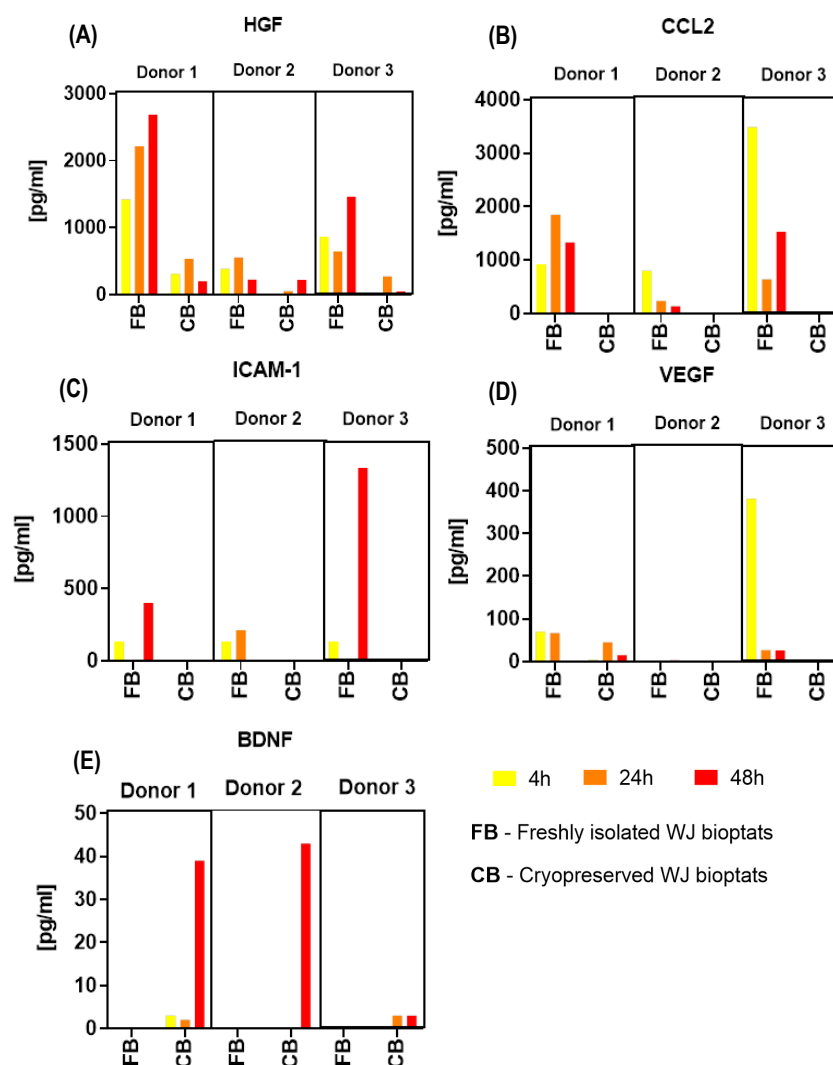 (A)
HGF
Donor 1 Donor 2 Donor 3
3000
2000
1000
0
[pg/ml]
FB CB FB CB FB CB
(B)
CCL2
Donor 1 Donor 2 Donor 3
4000
3000
2000
1000
0
[pg/ml]
FB CB FB CB FB CB
(C)
ICAM-1
Donor 1 Donor 2 Donor 3
1500
1000
500
0
[pg/ml]
FB CB FB CB FB CB
(D)
VEGF
Donor 1 Donor 2 Donor 3
500
400
300
200
100
0
[pg/ml]
FB CB FB CB FB CB
(E)
BDNF
Donor 1 Donor 2 Donor 3
50
40
30
20
10
0
[pg/ml]
FB CB FB CB FB CB
4h 24h 48h
FB - Freshly isolated WJ bioptats
CB - Cryopreserved WJ bioptats